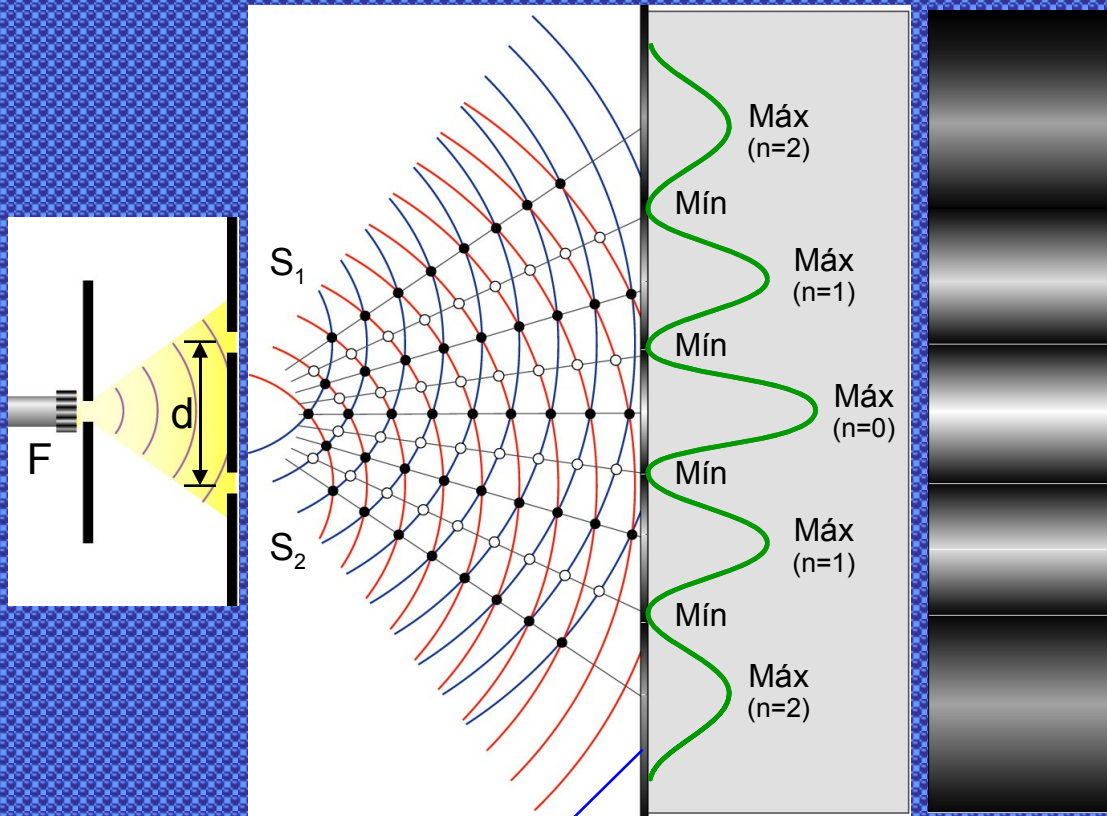 F
d
S1
S2
Máx
(n=2)
Mín
Máx
(n=1)
Mín
Máx
(n=0)
Mín
Máx
(n=1)
Mín
Máx
(n=2)